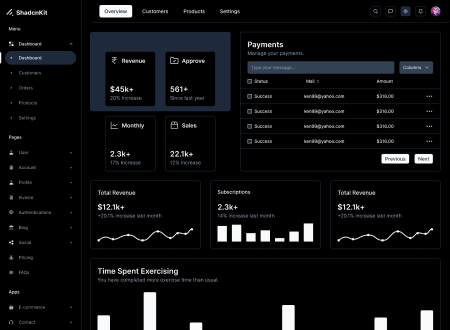 ShadcnKit
Overview Customers Products Settings
Menu
Dashboard
Dashboard
Customers
Orders
Products
Settings
Pages
User
Account
Profile
Invoice
Authentications
Blog
Social
Pricing
FAQs
Apps
E-commerce
Contact
Revenue
$45k+
20% Increase
Approve
561+
Since last year
Monthly
2.3k+
17% Increase
Sales
22.1k+
12% Increase
Payments
Manage your payments.
Type your message... Columns
Status Mail Amount
Success ken99@yahoo.com $316.00
Success ken99@yahoo.com $316.00
Success ken99@yahoo.com $316.00
Success ken99@yahoo.com $316.00
Previous Next
Total Revenue
$12.1k+
+20.1% increase last month
Subscriptions
2.3k+
14% Increase last month
Total Revenue
$12.1k+
+20.1% increase last month
Time Spent Exercising
You have completed more exercise time than usual.